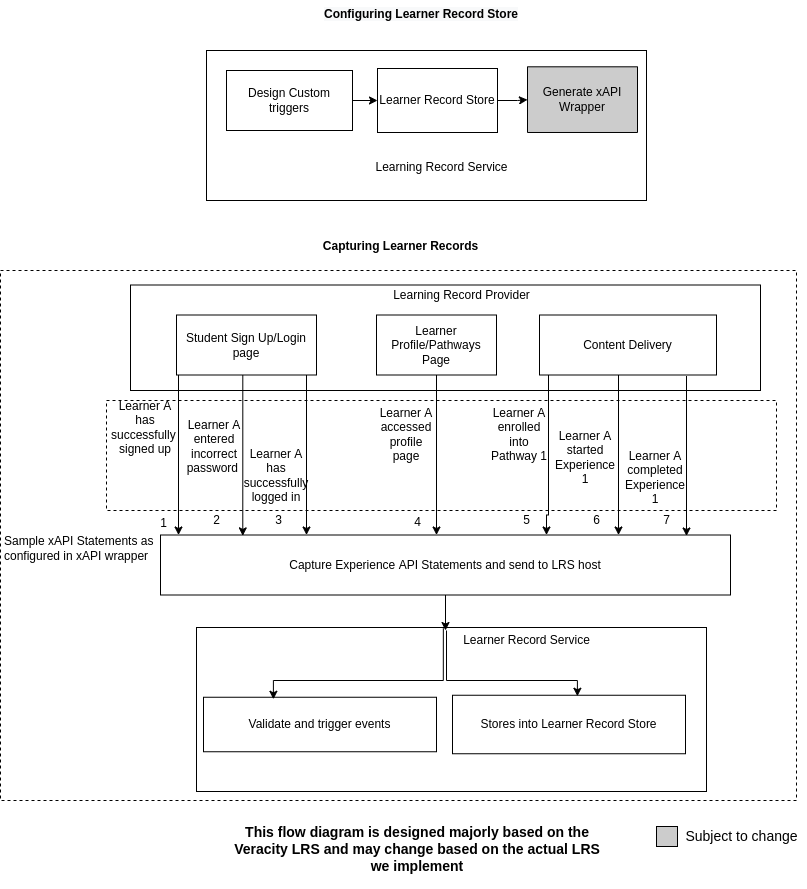 Configuring Learner Record Store
Design Custom
triggers
Learner Record Store
Generate xAPI
Wrapper
Learning Record Service
Capturing Learner Records
Learning Record Provider
Student Sign Up/Login
page
Learner
Profile/Pathways
Page
Content Delivery
Learner A
has
successfully
signed up
Learner A
entered
incorrect
password
Learner A
has
successfully
logged in
Learner A
accessed
profile
page
Learner A
enrolled
into
Pathway 1
Learner A
started
Experience
1
Learner A
completed
Experience
1
1
2
3
4
5
6
7
Sample xAPI Statements as
configured in xAPI wrapper
Capture Experience API Statements and send to LRS host
Learner Record Service
Validate and trigger events
Stores into Learner Record Store
This flow diagram is designed majorly based on the
Veracity LRS and may change based on the actual LRS
we implement
Subject to change